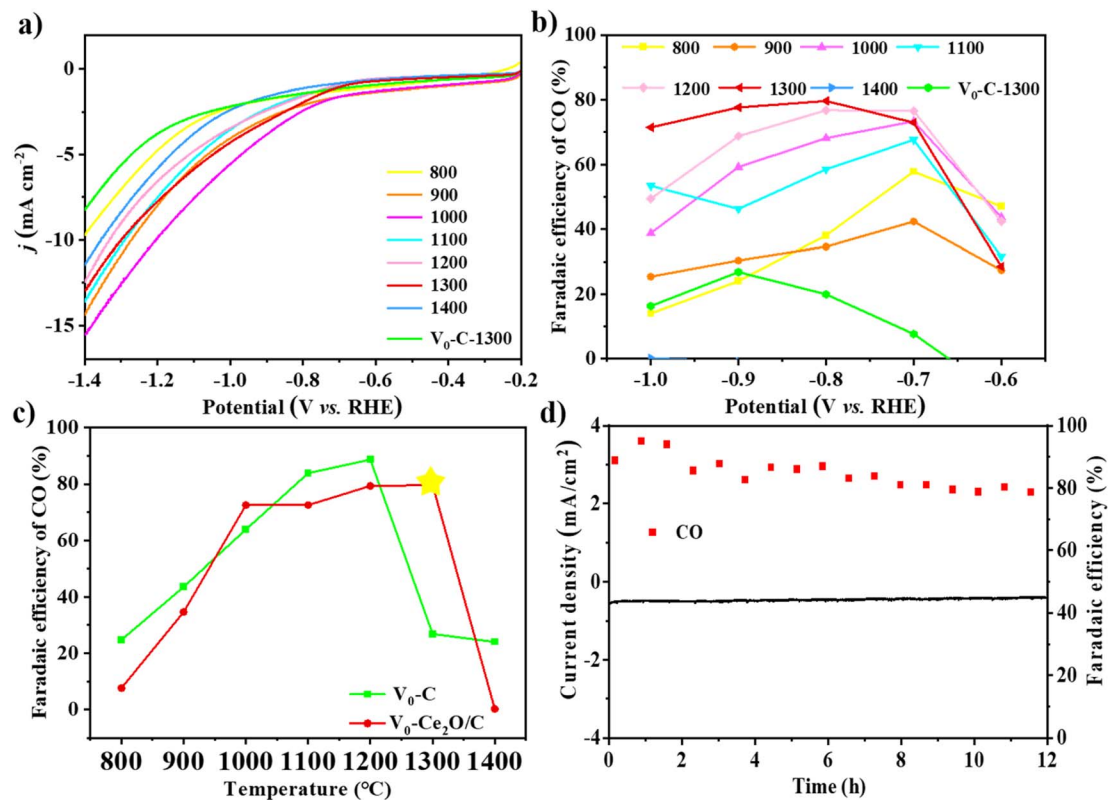 a)
0
-5
-10
-15
j (mA cm⁻²)
800
900
1000
1100
1200
1300
1400
V₀-C-1300
-1.4 -1.2 -1.0 -0.8 -0.6 -0.4 -0.2
Potential (V vs. RHE)
b)
100
80
60
40
20
0
Faradaic efficiency of CO (%)
800 900 1000 1100
1200 1300 1400 V₀-C-1300
-1.0 -0.9 -0.8 -0.7 -0.6
Potential (V vs. RHE)
c)
100
80
60
40
20
0
Faradaic efficiency of CO (%)
V₀-C
V₀-Ce₂O/C
800 900 1000 1100 1200 1300 1400
Temperature (°C)
d)
4
2
0
-2
-4
Current density (mA/cm²)
CO
100
80
60
40
20
0
Faradaic efficiency (%)
0 2 4 6 8 10 12
Time (h)